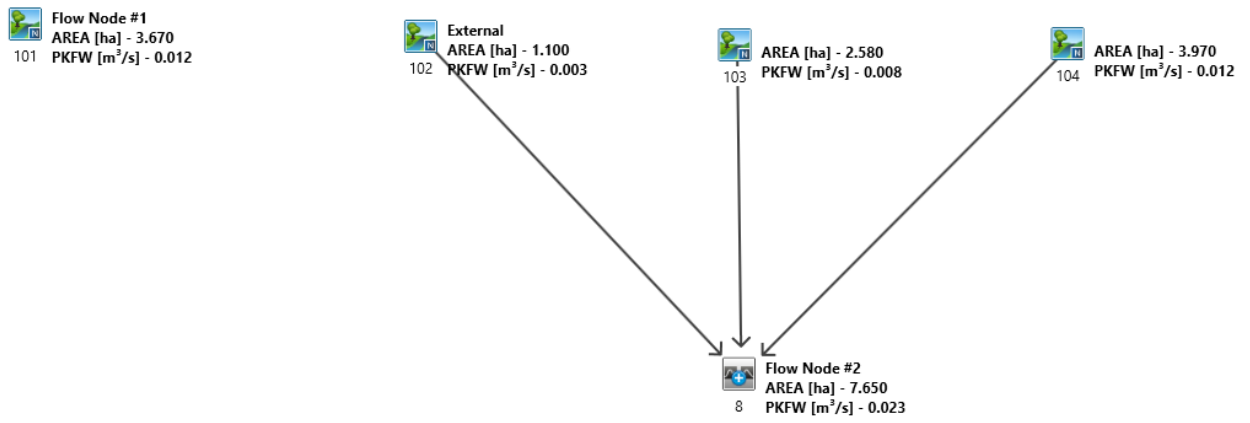 Flow Node #1
AREA [ha] - 3.670
PKFW [m³/s] - 0.012
N
101
External
AREA [ha] - 1.100
PKFW [m³/s] - 0.003
N
102
AREA [ha] - 2.580
PKFW [m³/s] - 0.008
N
103
AREA [ha] - 3.970
PKFW [m³/s] - 0.012
N
104
Flow Node #2
AREA [ha] - 7.650
PKFW [m³/s] - 0.023
8